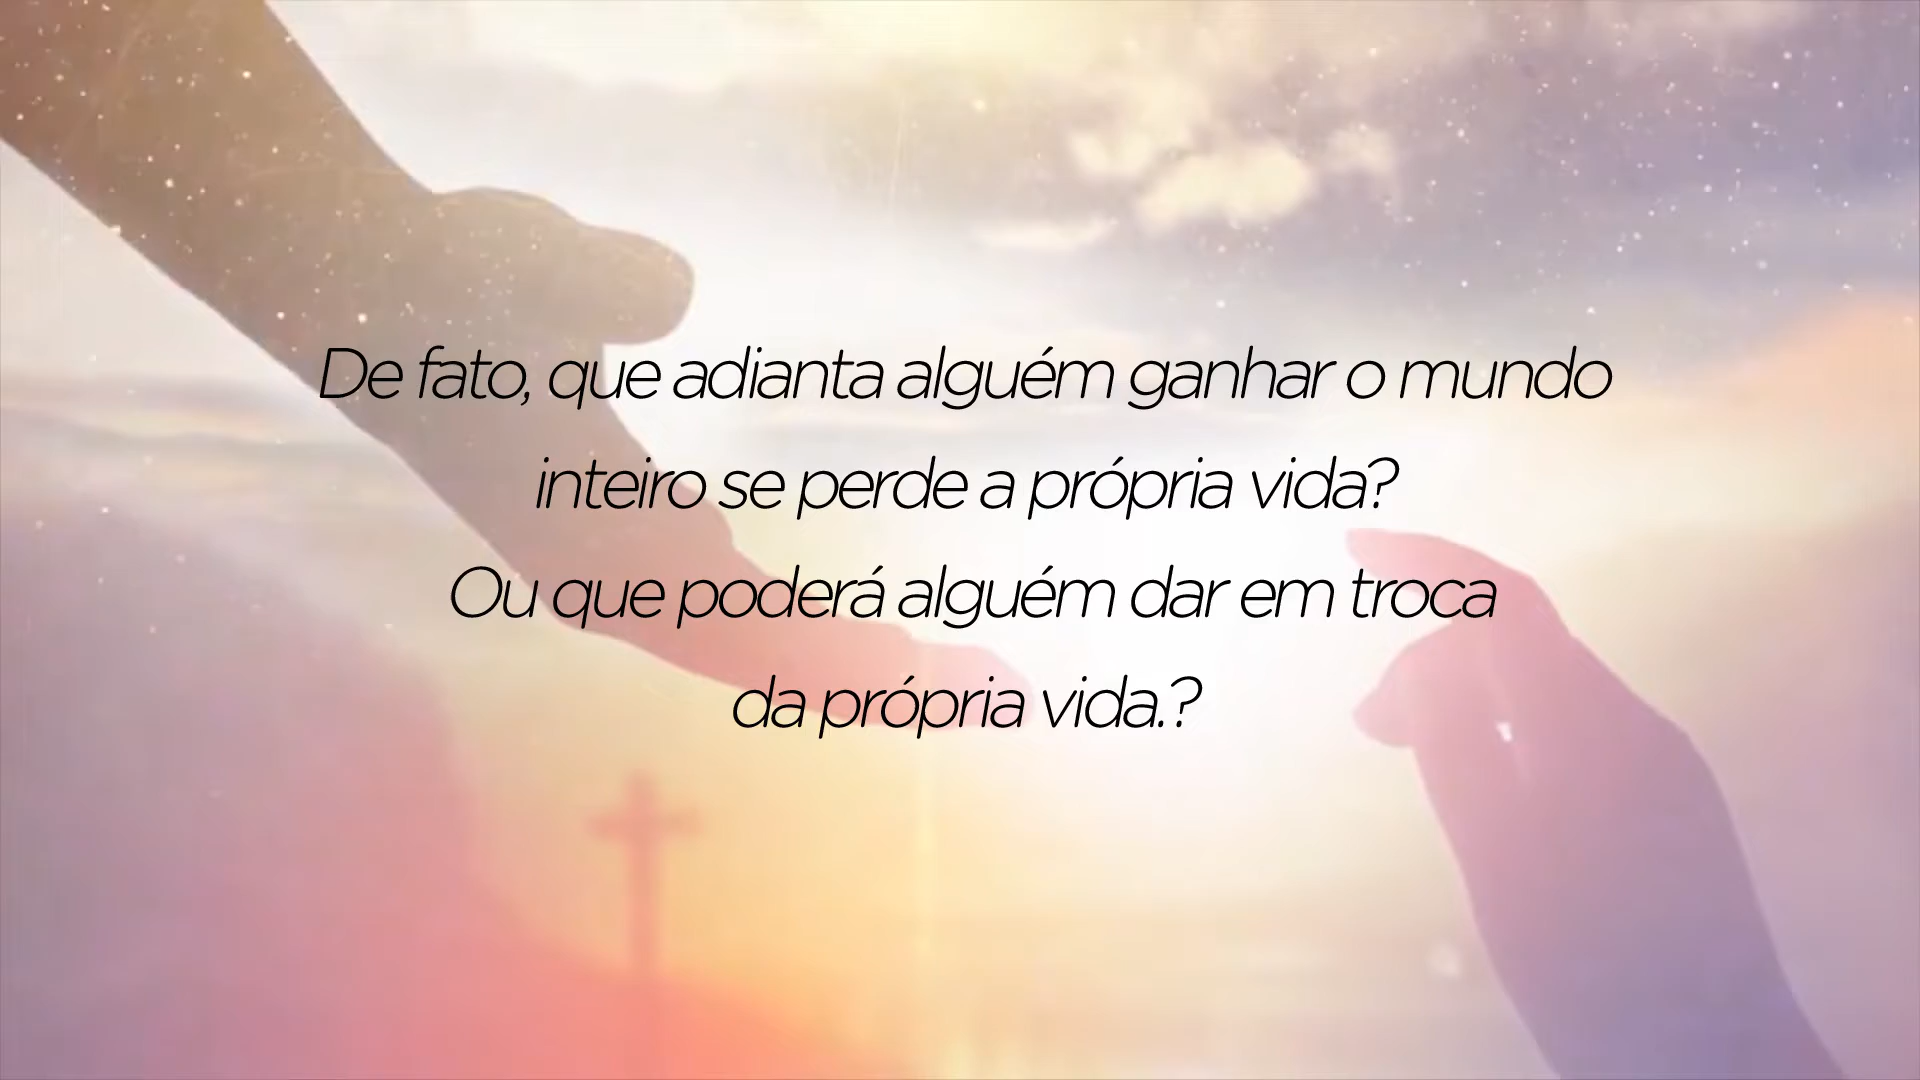 De fato, que adianta alguém ganhar o mundo
inteiro se perde a própria vida?
Ou que poderá alguém dar em troca
da própria vida.?